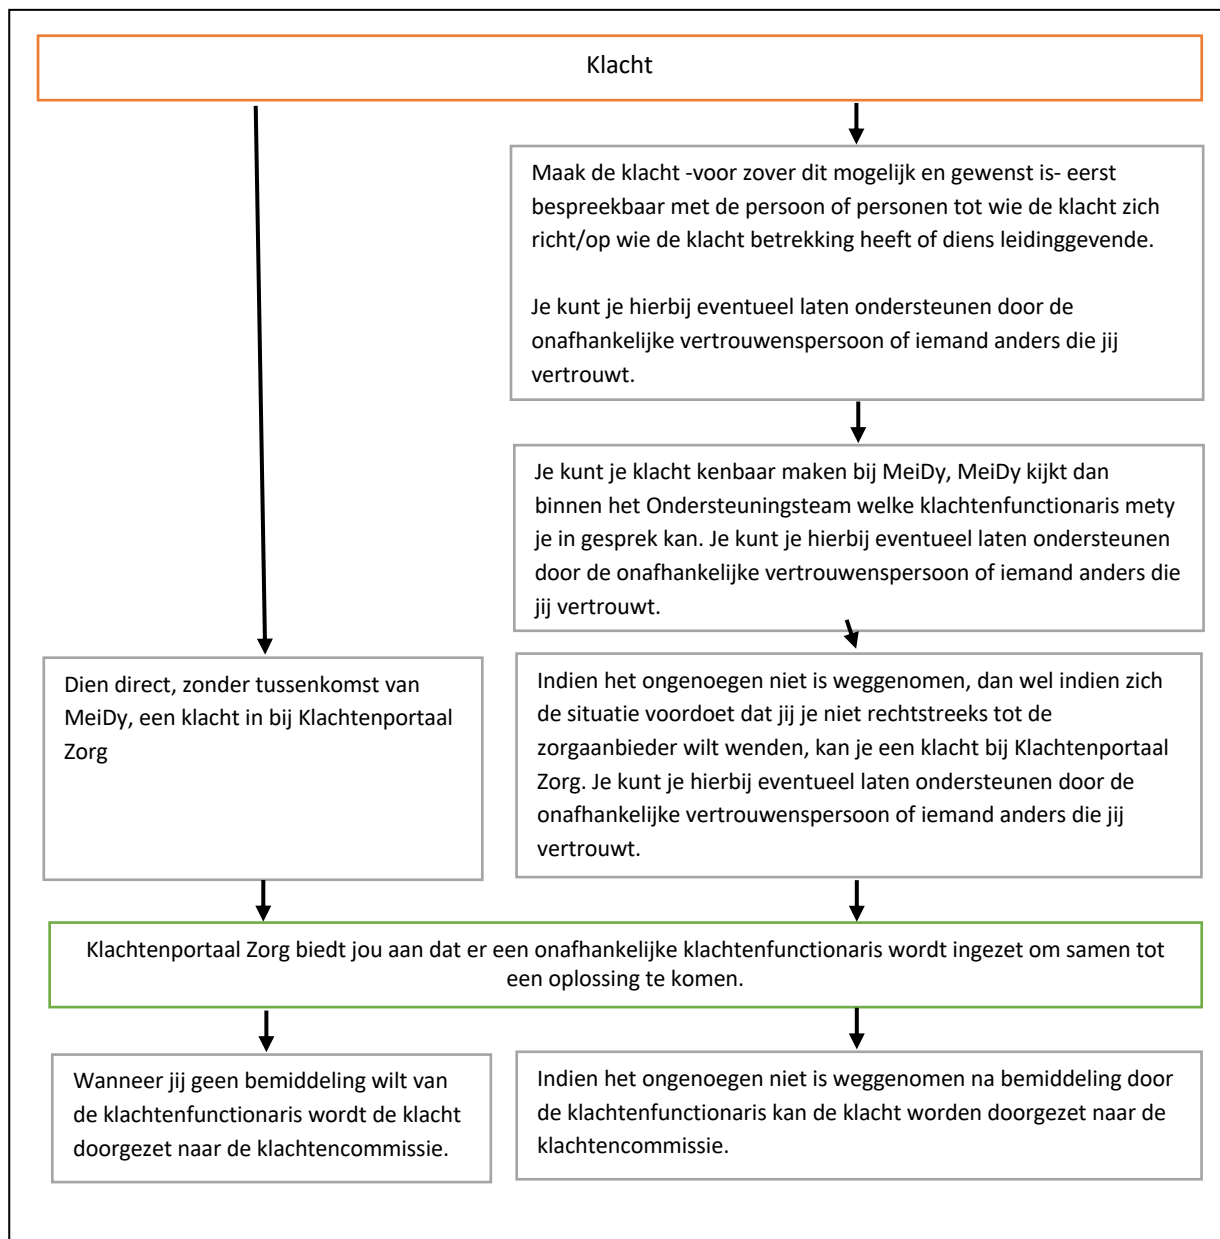 Klacht
Maak de klacht -voor zover dit mogelijk en gewenst is- eerst
bespreekbaar met de persoon of personen tot wie de klacht zich
richt/op wie de klacht betrekking heeft of diens leidinggevende.
Je kunt je hierbij eventueel laten ondersteunen door de
onafhankelijke vertrouwenspersoon of iemand anders die jij
vertrouwt.
Je kunt je klacht kenbaar maken bij MeiDy, MeiDy kijkt dan
binnen het Ondersteuningsteam welke klachtenfunctionaris mety
je in gesprek kan. Je kunt je hierbij eventueel laten ondersteunen
door de onafhankelijke vertrouwenspersoon of iemand anders die
jij vertrouwt.
Dien direct, zonder tussenkomst van
MeiDy, een klacht in bij Klachtenportaal
Zorg
Indien het ongenoegen niet is weggenomen, dan wel indien zich
de situatie voordoet dat jij je niet rechtstreeks tot de
zorgaanbieder wilt wenden, kan je een klacht bij Klachtenportaal
Zorg. Je kunt je hierbij eventueel laten ondersteunen door de
onafhankelijke vertrouwenspersoon of iemand anders die jij
vertrouwt.
Klachtenportaal Zorg biedt jou aan dat er een onafhankelijke klachtenfunctionaris wordt ingezet om samen tot
een oplossing te komen.
Wanneer jij geen bemiddeling wilt van
de klachtenfunctionaris wordt de klacht
doorgezet naar de klachtencommissie.
Indien het ongenoegen niet is weggenomen na bemiddeling door
de klachtenfunctionaris kan de klacht worden doorgezet naar de
klachtencommissie.